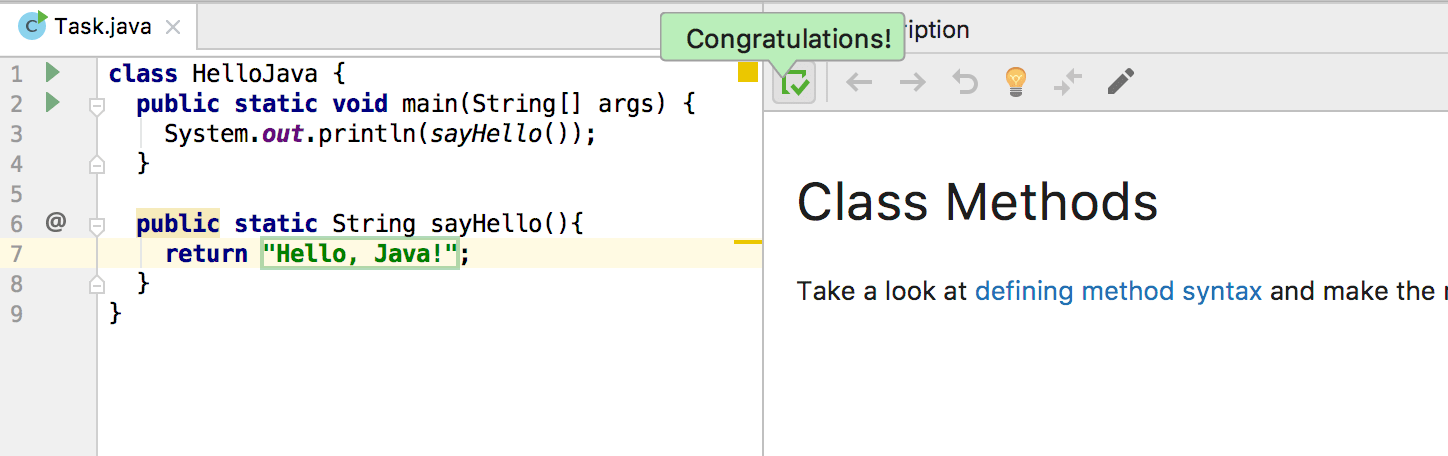 Task.java
Congratulations!
ription
1 class HelloJava {
2 public static void main(String[] args) {
3 System.out.println(sayHello());
4 }
5
6 @ public static String sayHello(){
7 return "Hello, Java!";
8 }
9 }
Class Methods
Take a look at defining method syntax and make the